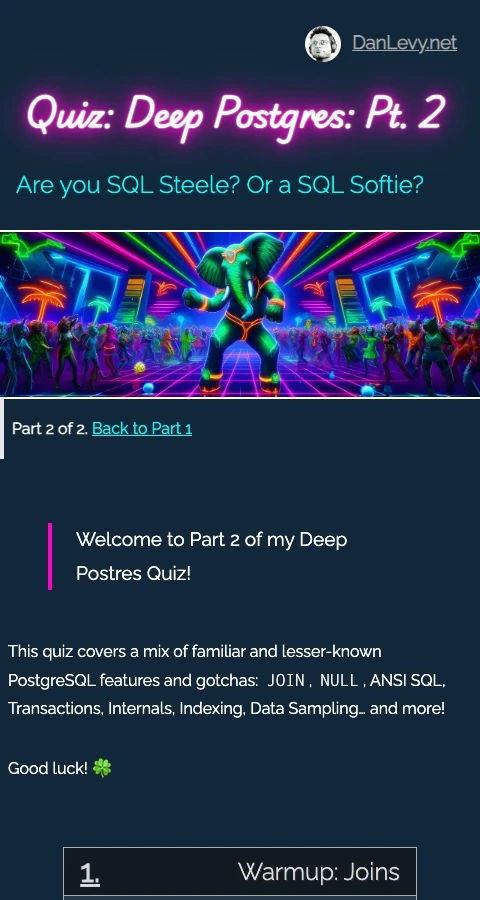 DanLevy.net
Quiz: Deep Postgres: Pt. 2
Are you SQL Steele? Or a SQL Softie?
Part 2 of 2. Back to Part 1
Welcome to Part 2 of my Deep
Postres Quiz!
This quiz covers a mix of familiar and lesser-known
PostgreSQL features and gotchas: JOIN, NULL, ANSI SQL,
Transactions, Internals, Indexing, Data Sampling… and more!
Good luck! 🍀
1. Warmup: Joins